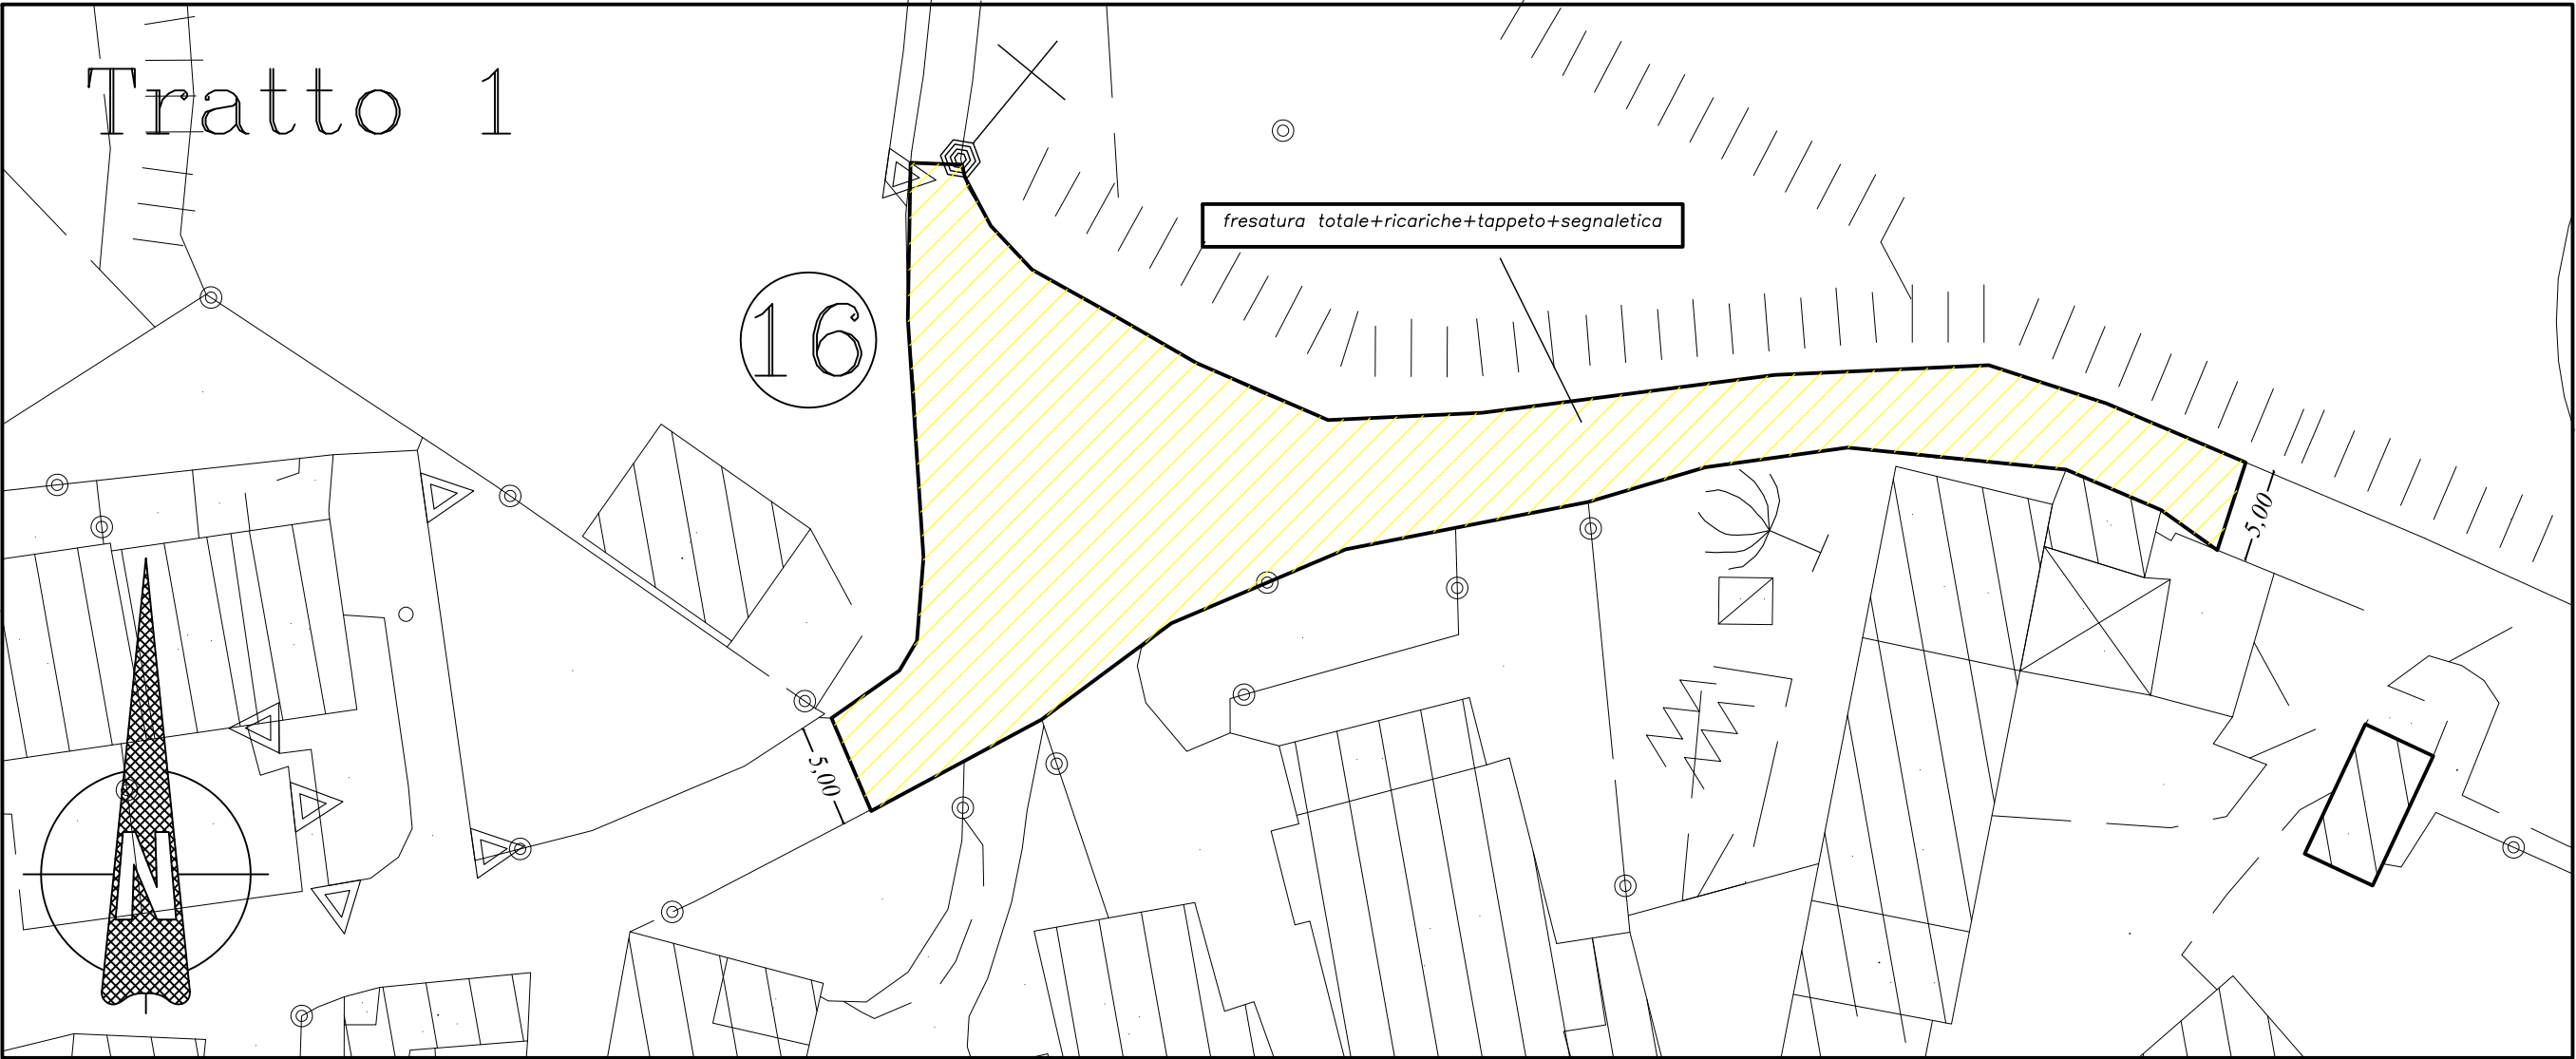 Tratto 1
fresatura totale+ricariche+tappeto+segnaletica
16
5,00
5,00
N